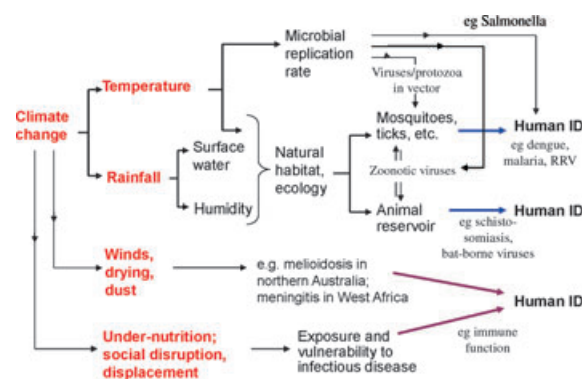 eg Salmonella
Microbial
replication
rate
Temperature
Viruses/protozoa
in vector
Climate
change
Mosquitoes,
ticks, etc.
Human ID
eg dengue,
malaria, RRV
Surface
water
Natural
habitat,
ecology
Rainfall
Zoonotic viruses
Humidity
Animal
reservoir
Human ID
eg schisto-
somiasis,
bat-borne viruses
Winds,
drying,
dust
e.g. melioidosis in
northern Australia;
meningitis in West Africa
Human ID
Under-nutrition;
social disruption,
displacement
Exposure and
vulnerability to
infectious disease
eg immune
function